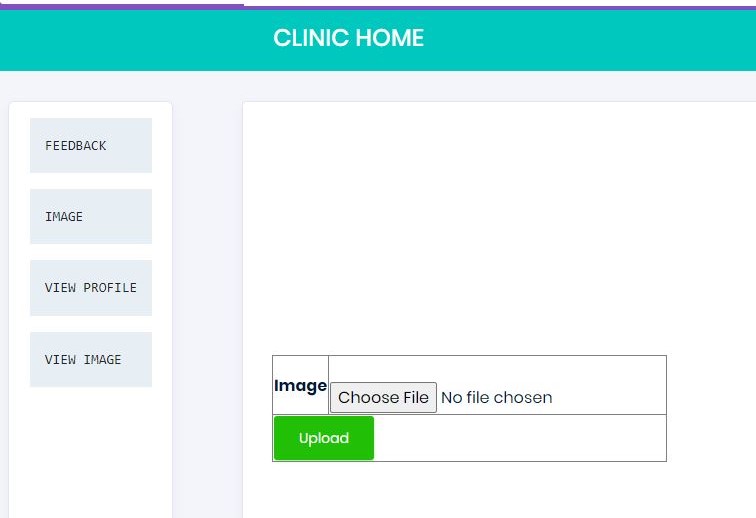 CLINIC HOME
FEEDBACK
IMAGE
VIEW PROFILE
VIEW IMAGE
Image Choose File No file chosen
Upload